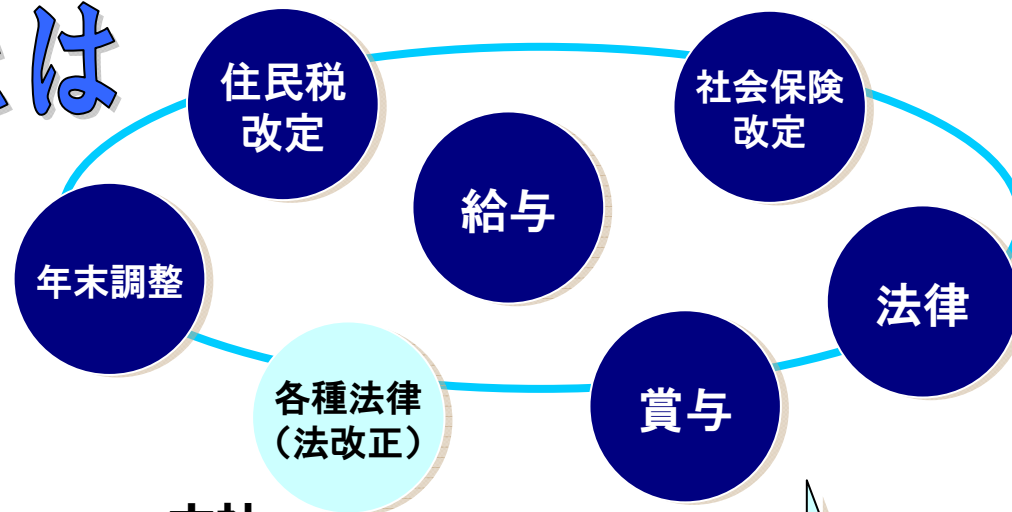 は
住民税
改定
社会保険
改定
給与
年末調整
法律
各種法律
（法改正）
賞与